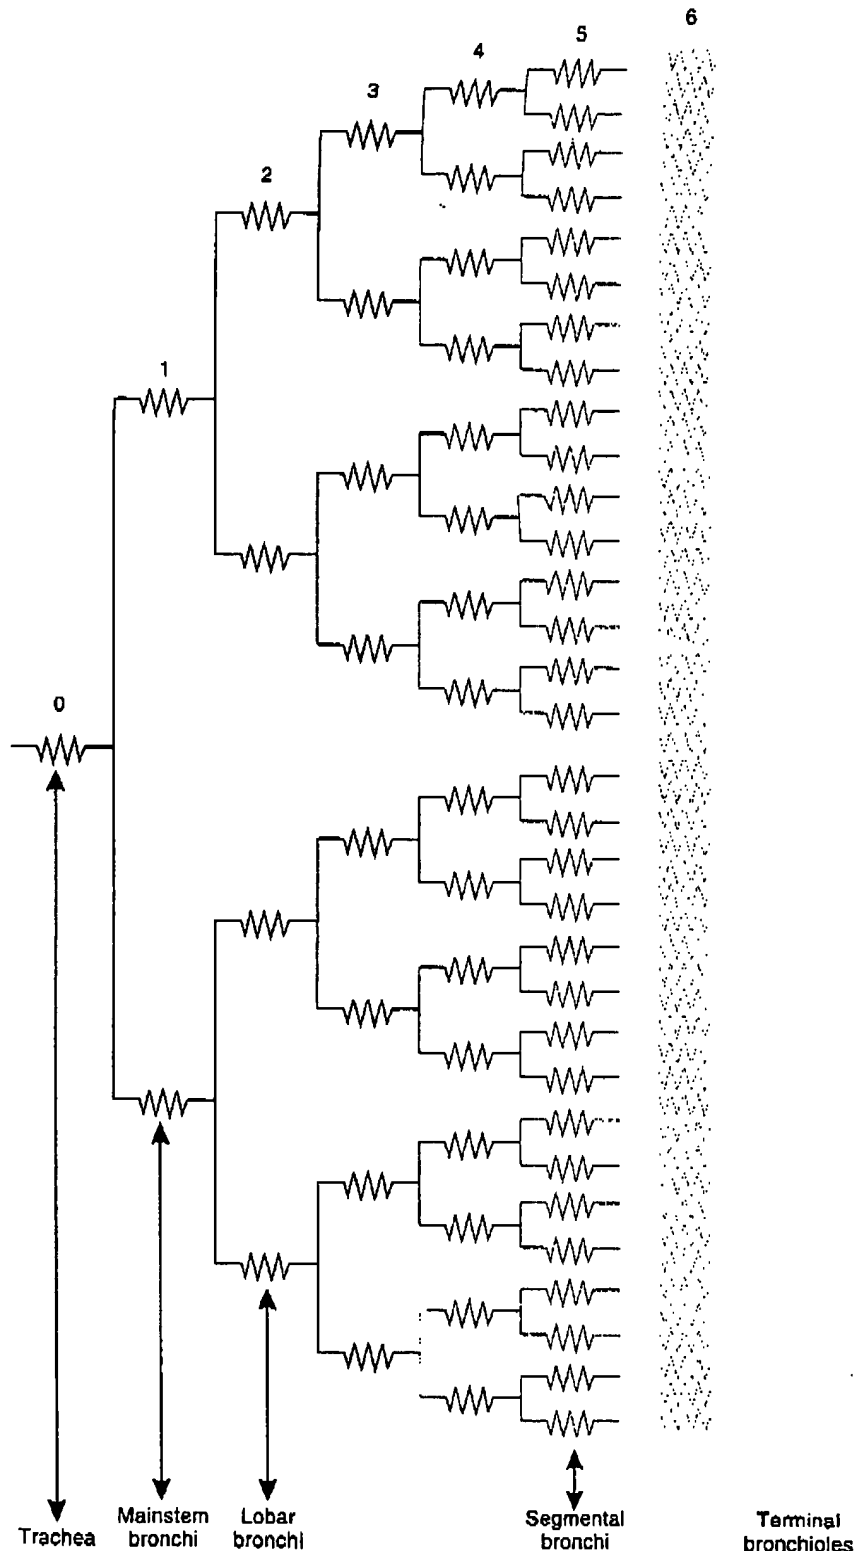 6
5
4
3
2
1
0
Trachea
Mainstem
bronchi
Lobar
bronchi
Segmental
bronchi
Terminal
bronchioles